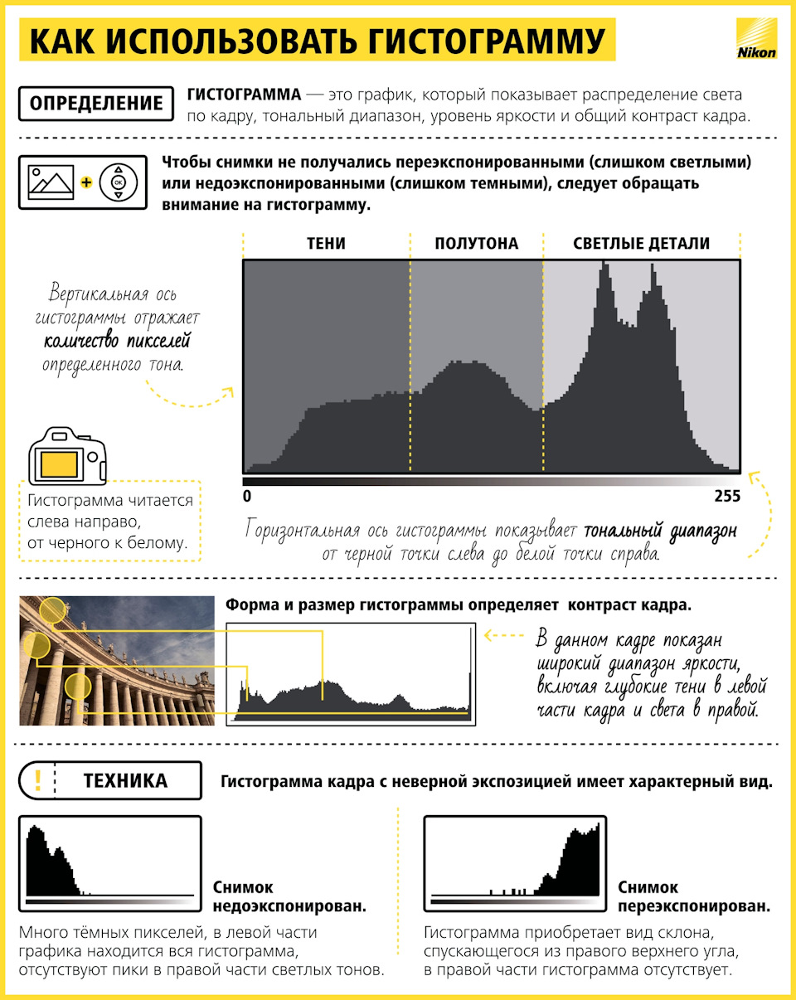 КАК ИСПОЛЬЗОВАТЬ ГИСТОГРАММУ
Nikon
ОПРЕДЕЛЕНИЕ
ГИСТОГРАММА — это график, который показывает распределение света
по кадру, тональный диапазон, уровень яркости и общий контраст кадра.
OK
Чтобы снимки не получались переэкспонированными (слишком светлыми)
или недоэкспонированными (слишком темными), следует обращать
внимание на гистограмму.
ТЕНИ
ПОЛУТОНА
СВЕТЛЫЕ ДЕТАЛИ
Вертикальная ось
гистограммы отражает
количество пикселей
определенного тона.
Гистограмма читается
слева направо,
от черного к белому.
0
255
Горизонтальная ось гистограммы показывает тональный диапазон
от черной точки слева до белой точки справа.
Форма и размер гистограммы определяет контраст кадра.
В данном кадре показан
широкий диапазон яркости,
включая глубокие тени в левой
части кадра и света в правой.
!
ТЕХНИКА
Гистограмма кадра с неверной экспозицией имеет характерный вид.
Снимок
недоэкспонирован.
Много тёмных пикселей, в левой части
графика находится вся гистограмма,
отсутствуют пики в правой части светлых тонов.
Снимок
переэкспонирован.
Гистограмма приобретает вид склона,
спускающегося из правого верхнего угла,
в правой части гистограмма отсутствует.